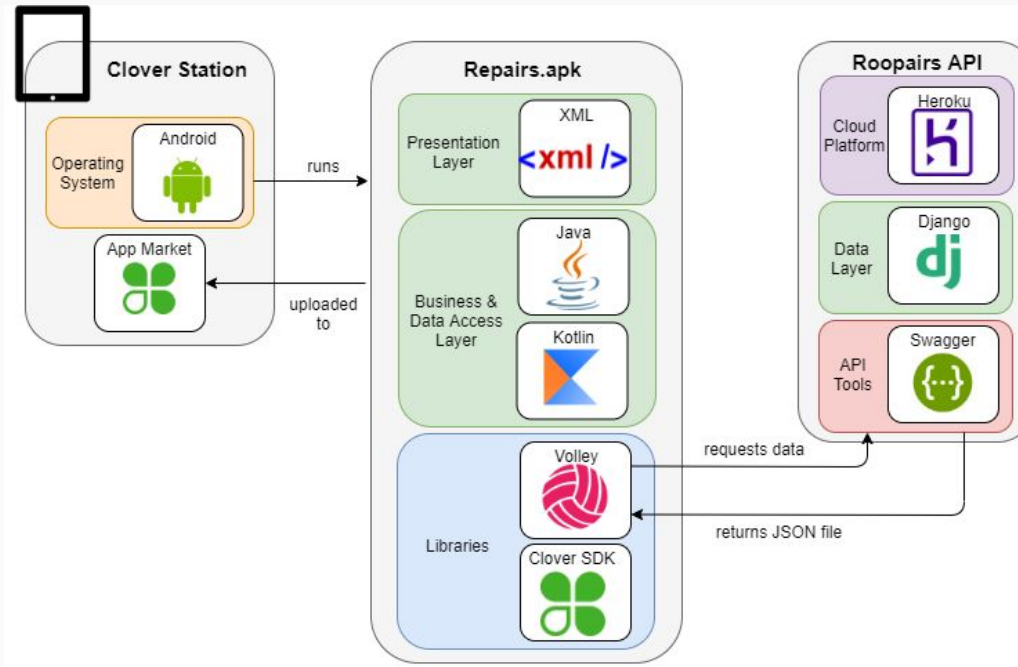 Clover Station
Operating
System
Android
App Market
runs
uploaded
to
Repairs.apk
Presentation
Layer
XML
<xml />
Business &
Data Access
Layer
Java
Kotlin
Libraries
Volley
Clover SDK
requests data
returns JSON file
Roopairs API
Cloud
Platform
Heroku
Data
Layer
Django
dj
API
Tools
Swagger
{···}